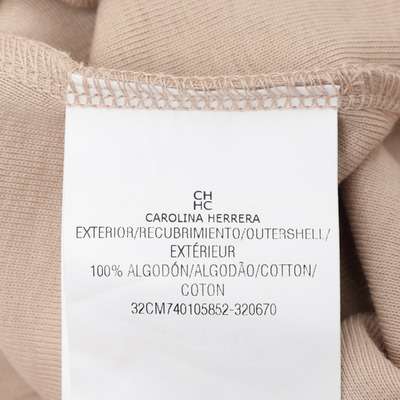 CH
HC
CAROLINA HERRERA
EXTERIOR/RECUBRIMIENTO/OUTERSHELL/
EXTÉRIEUR
100% ALGODÓN/ALGODÃO/COTTON/
COTON
32CM740105852-320670